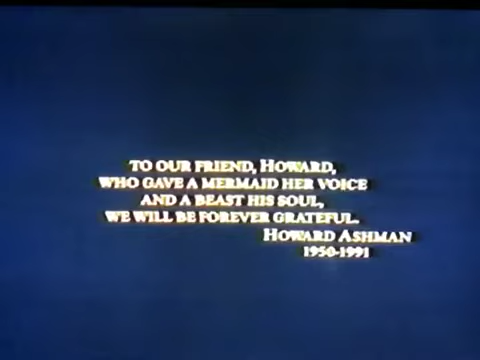 To our friend, Howard,
who gave a mermaid her voice
and a beast his soul,
we will be forever grateful.
Howard Ashman
1950-1991